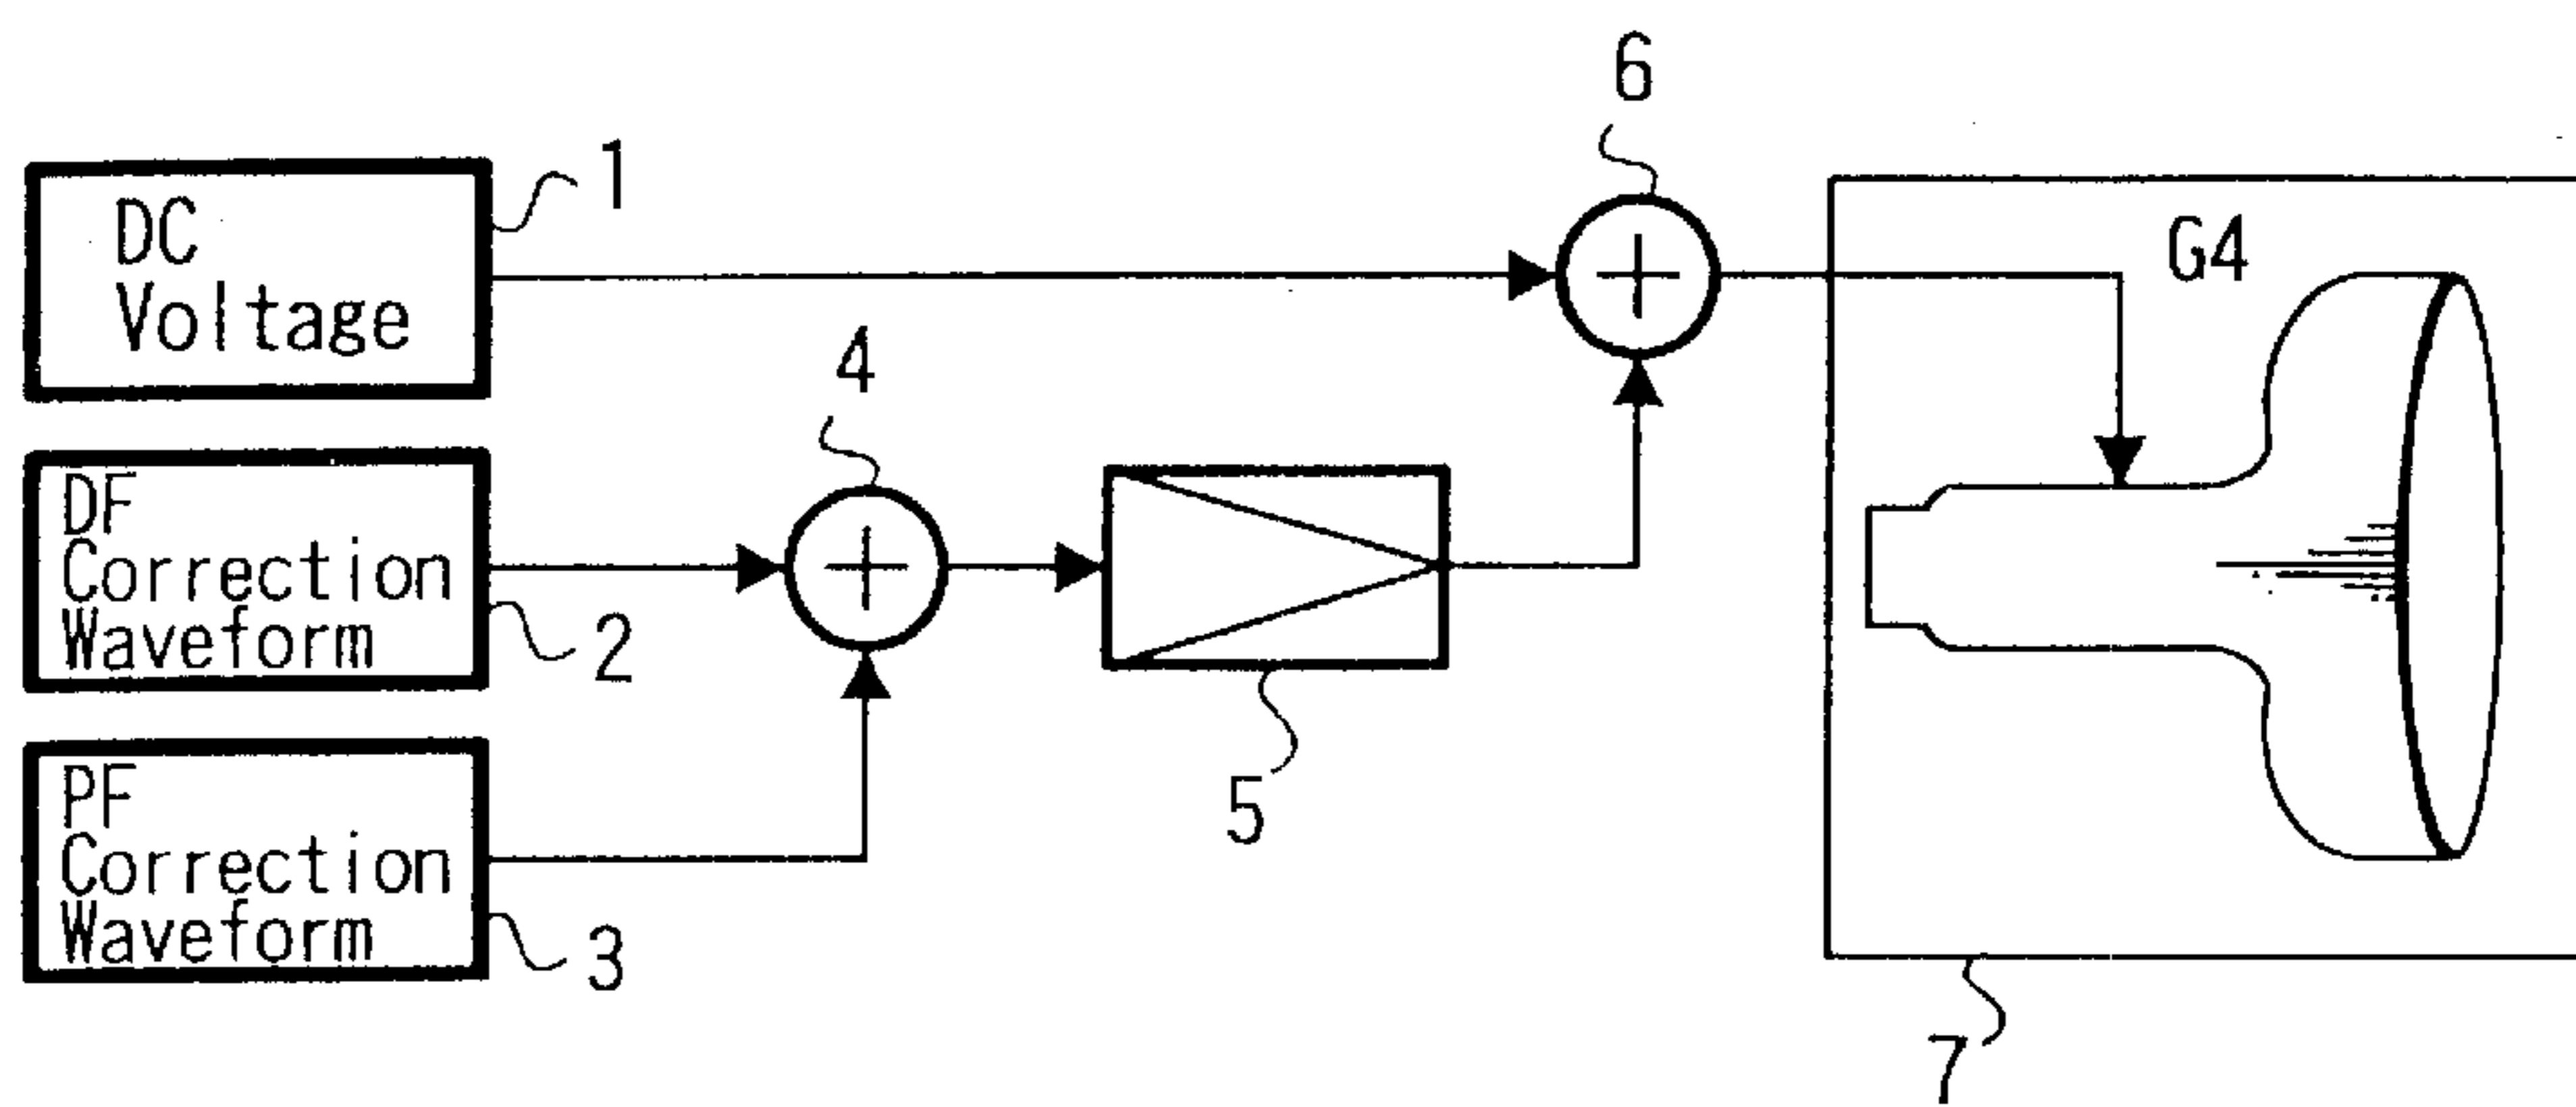 6
1
DC
Voltage
G4
4
DF
Correction
Waveform
2
5
PF
Correction
Waveform
3
7